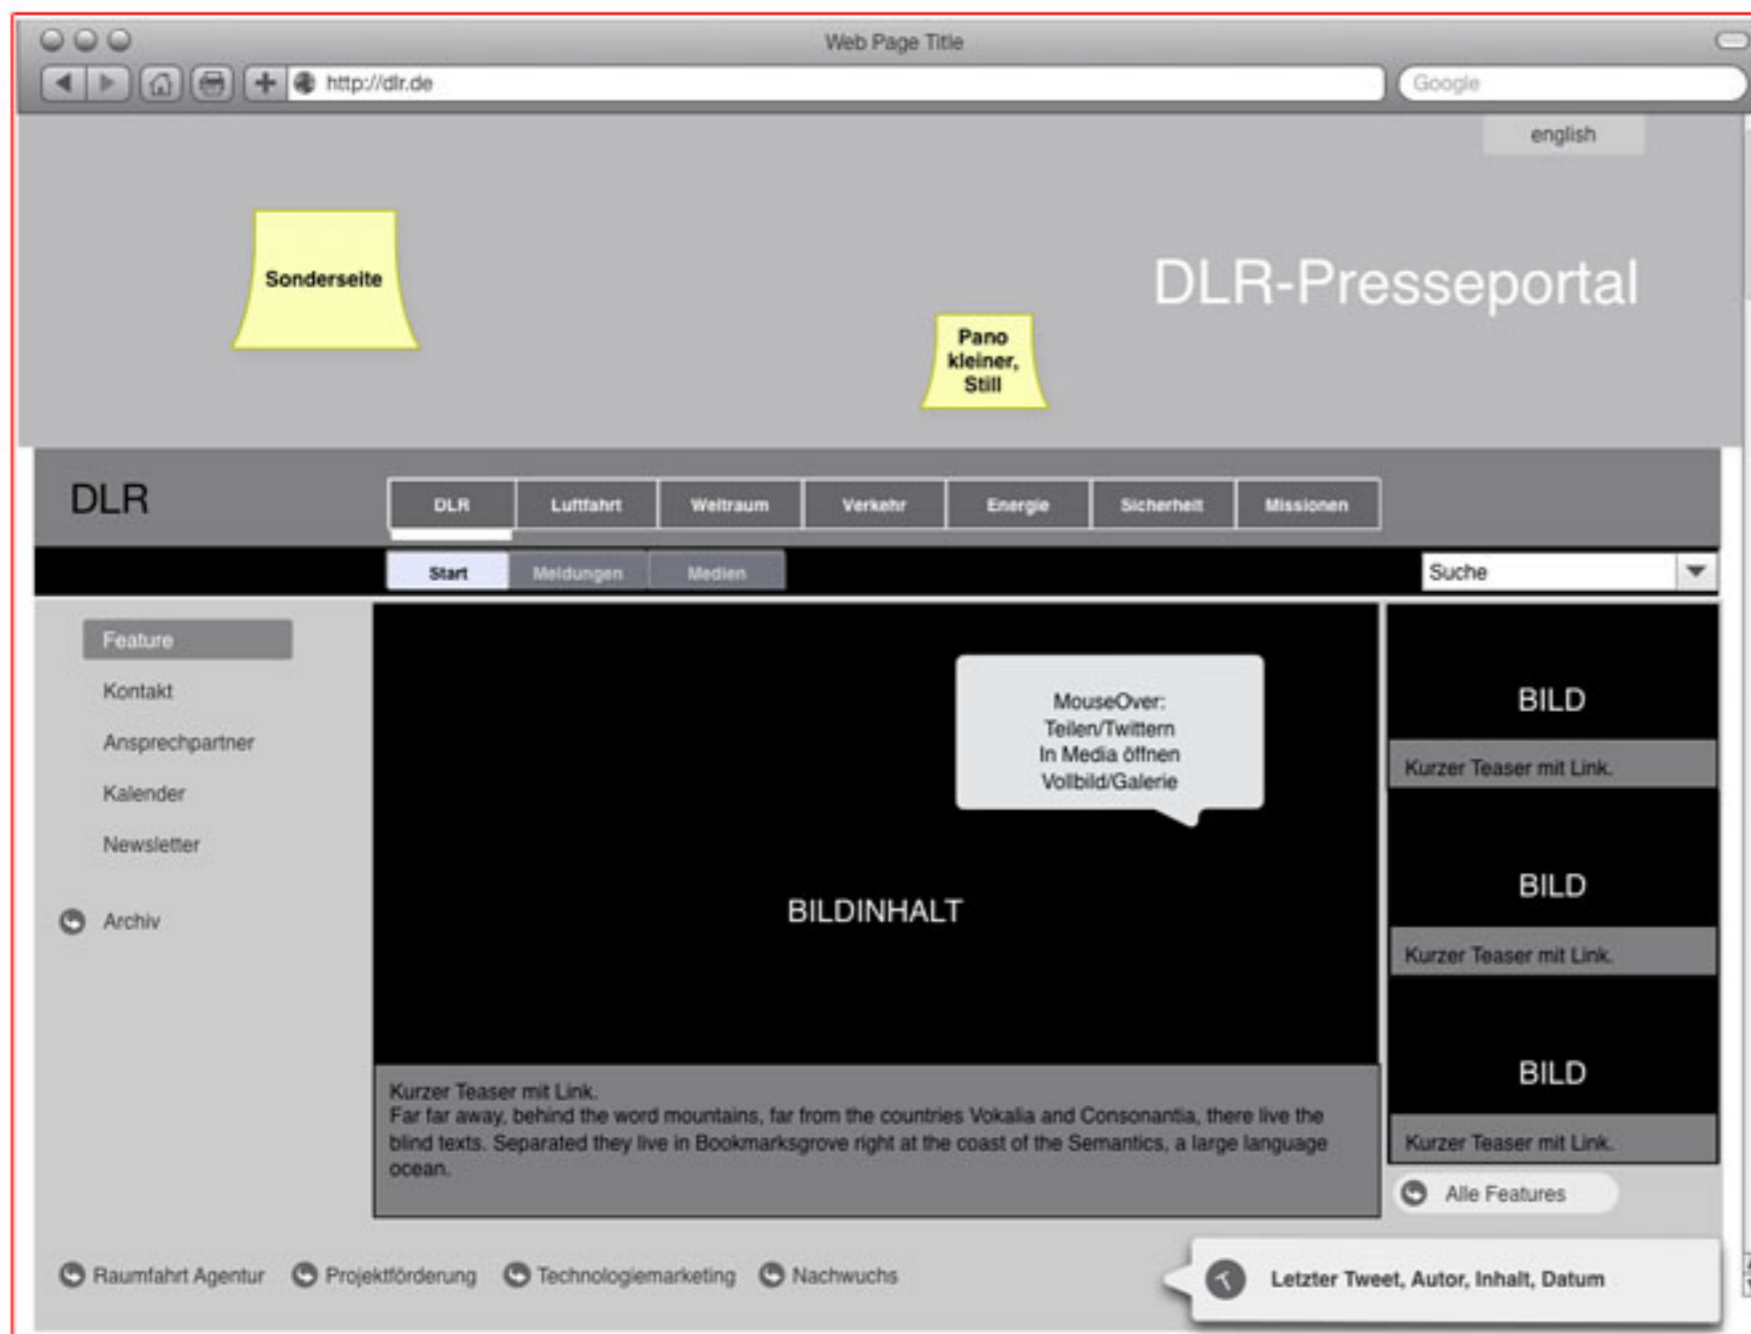 Web Page Title
http://dlr.de
Google
english
Sonderseite
DLR-Presseportal
Pano
kleiner,
Still
DLR
DLR
Luftfahrt
Weltraum
Verkehr
Energie
Sicherheit
Missionen
Start
Meldungen
Medien
Suche
Feature
Kontakt
Ansprechpartner
Kalender
Newsletter
Archiv
MouseOver:
Teilen/Twittern
In Media öffnen
Vollbild/Galerie
BILDINHALT
Kurzer Teaser mit Link.
Far far away, behind the word mountains, far from the countries Vokalia and Consonantia, there live the
blind texts. Separated they live in Bookmarksgrove right at the coast of the Semantics, a large language
ocean.
BILD
Kurzer Teaser mit Link.
BILD
Kurzer Teaser mit Link.
BILD
Kurzer Teaser mit Link.
Alle Features
Raumfahrt Agentur
Projektförderung
Technologiemarketing
Nachwuchs
Letzter Tweet, Autor, Inhalt, Datum